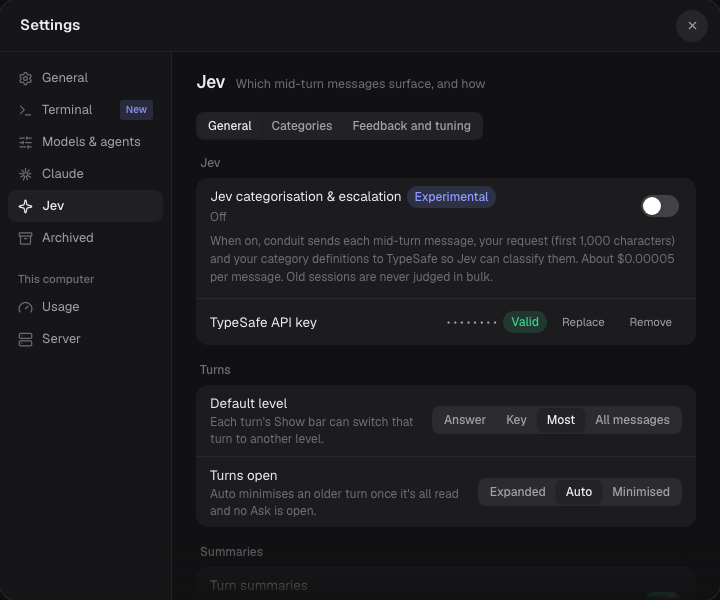 Settings
General
Terminal New
Models & agents
Claude
Jev
Archived
This computer
Usage
Server
Jev Which mid-turn messages surface, and how
General Categories Feedback and tuning
Jev
Jev categorisation & escalation Experimental
Off
When on, conduit sends each mid-turn message, your request (first 1,000 characters)
and your category definitions to TypeSafe so Jev can classify them. About $0.00005
per message. Old sessions are never judged in bulk.
TypeSafe API key ········ Valid Replace Remove
Turns
Default level
Each turn's Show bar can switch that
turn to another level.
Answer Key Most All messages
Turns open
Auto minimises an older turn once it's all read
and no Ask is open.
Expanded Auto Minimised
Summaries
Turn summaries